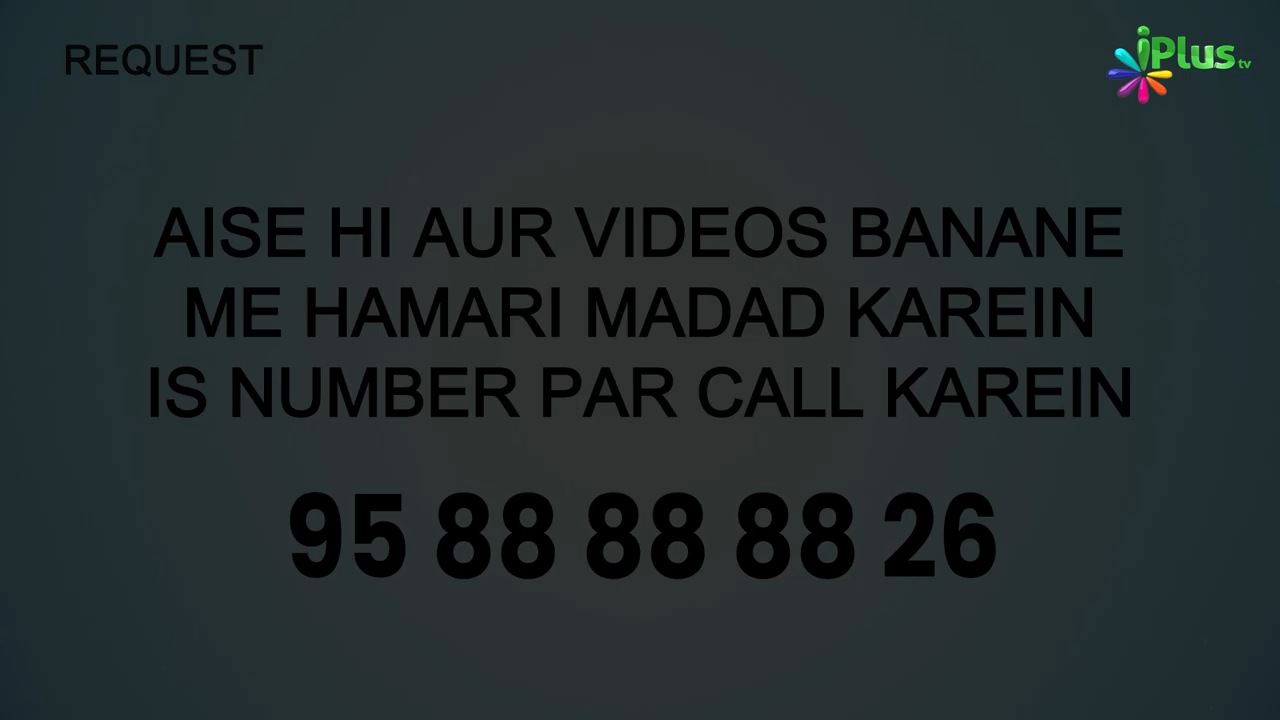 REQUEST
iPlus tv
AISE HI AUR VIDEOS BANANE
ME HAMARI MADAD KAREIN
IS NUMBER PAR CALL KAREIN
95 88 88 88 26